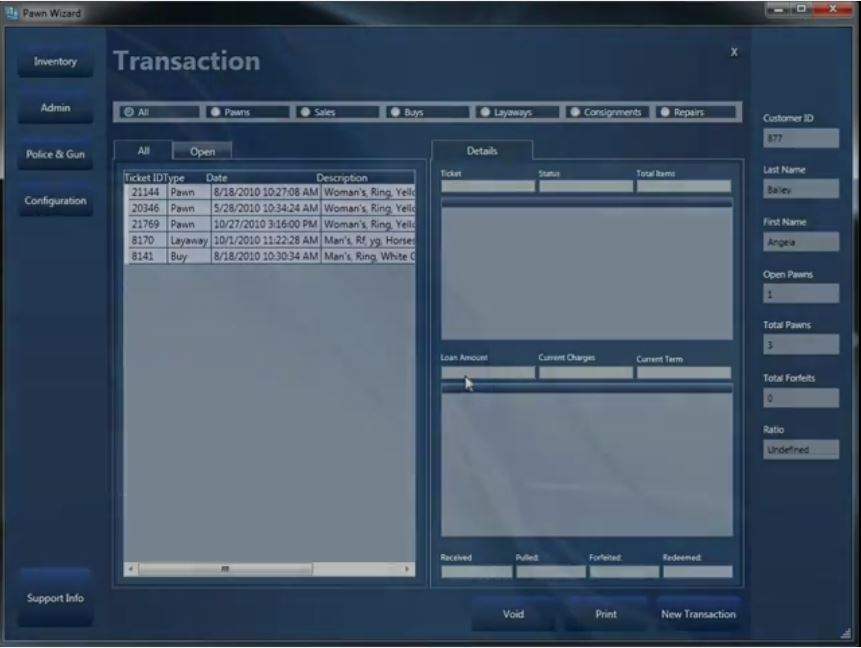 Pawn Wizard
Inventory
Admin
Police & Gun
Configuration
Support Info
Transaction
X
All Pawns Sales Buys Layaways Consignments Repairs
All Open
Ticket ID Type Date Description
21144 Pawn 8/18/2010 10:27:08 AM Woman's, Ring, Yello
20346 Pawn 5/28/2010 10:34:24 AM Woman's, Ring, Yello
21769 Pawn 10/27/2010 3:16:00 PM Woman's, Ring, Yello
8170 Layaway 10/1/2010 11:22:28 AM Man's, Rf, yg, Horses
8141 Buy 8/18/2010 10:30:34 AM Man's, Ring, White G
Details
Ticket Status Total Items
Loan Amount Current Charges Current Term
Received Pulled: Forfeited: Redeemed:
Void Print New Transaction
Customer ID
877
Last Name
Bailey
First Name
Angela
Open Pawns
1
Total Pawns
3
Total Forfeits
0
Ratio
Undefined